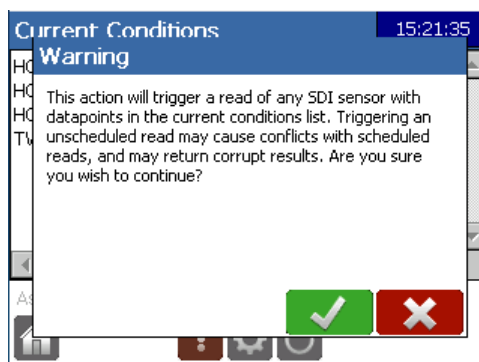 Current Conditions 15:21:35
Warning
This action will trigger a read of any SDI sensor with
datapoints in the current conditions list. Triggering an
unscheduled read may cause conflicts with scheduled
reads, and may return corrupt results. Are you sure
you wish to continue?